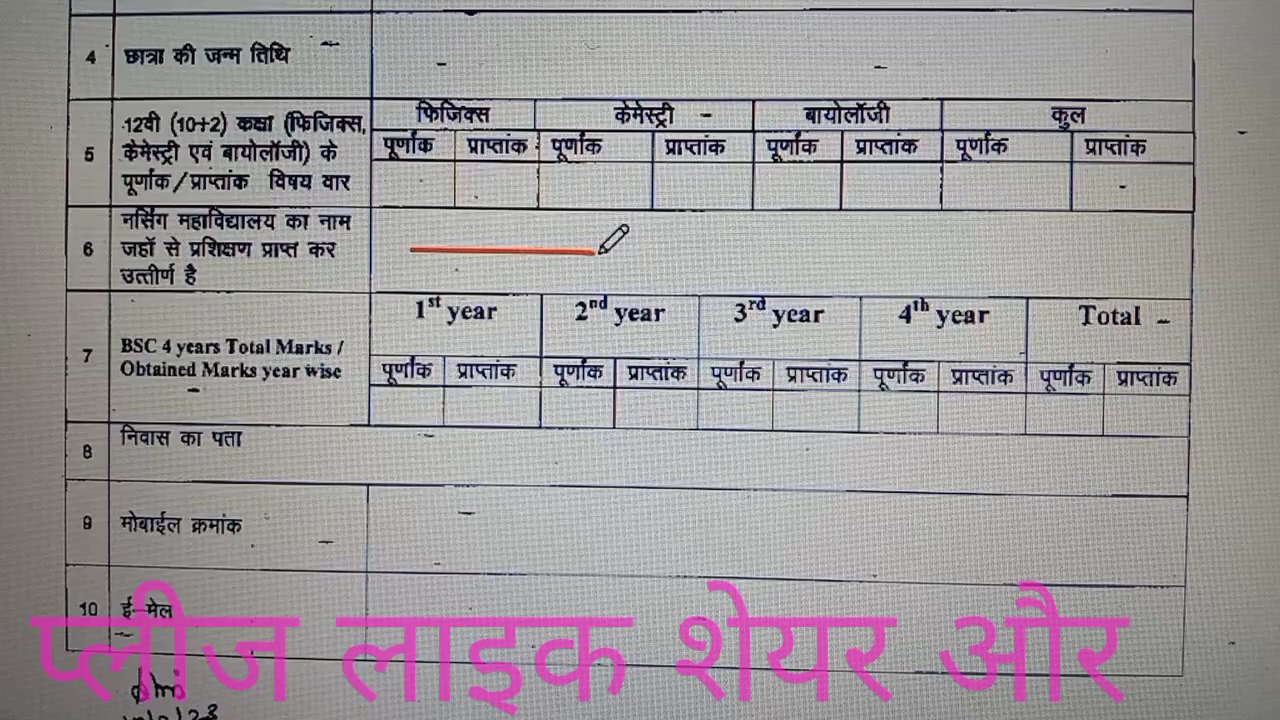 4 छात्रा की जन्म तिथि
5 12वी (10+2) कक्षा (फिजिक्स,
केमेस्ट्री एवं बायोलॉजी) के
पूर्णांक/प्राप्तांक विषय वार
फिजिक्स केमेस्ट्री बायोलॉजी कुल
पूर्णांक प्राप्तांक पूर्णांक प्राप्तांक पूर्णांक प्राप्तांक पूर्णांक प्राप्तांक
6 नर्सिंग महाविद्यालय का नाम
जहॉ से प्रशिक्षण प्राप्त कर
उत्तीर्ण है
7 BSC 4 years Total Marks /
Obtained Marks year wise
1st year 2nd year 3rd year 4th year Total
पूर्णांक प्राप्तांक पूर्णांक प्राप्तांक पूर्णांक प्राप्तांक पूर्णांक प्राप्तांक पूर्णांक प्राप्तांक
8 निवास का पता
9 मोबाईल क्रमांक
10 ई-मेल
प्लीज लाइक शेयर और